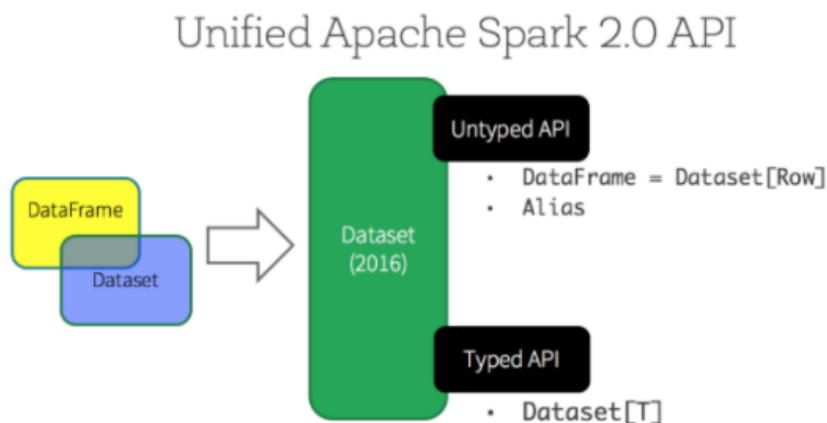 Unified Apache Spark 2.0 API
DataFrame
Dataset
Dataset
(2016)
Untyped API
• DataFrame = Dataset[Row]
• Alias
Typed API
• Dataset[T]